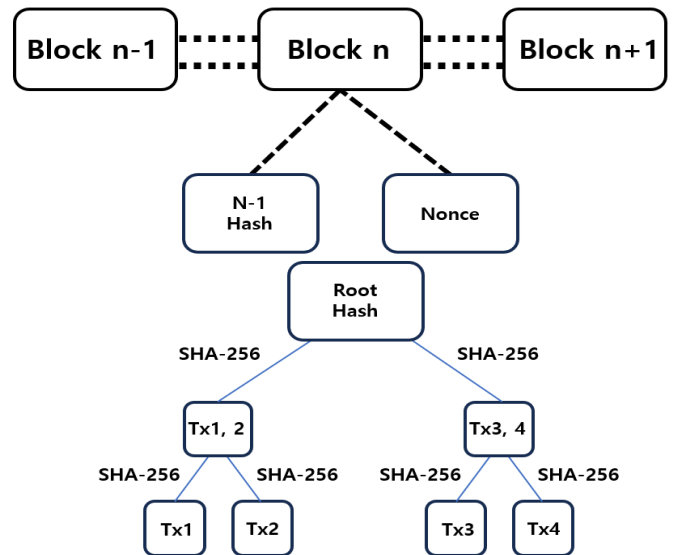 Block n-1
Block n
Block n+1
N-1
Hash
Nonce
Root
Hash
SHA-256
SHA-256
Tx1, 2
Tx3, 4
SHA-256
SHA-256
SHA-256
SHA-256
Tx1
Tx2
Tx3
Tx4